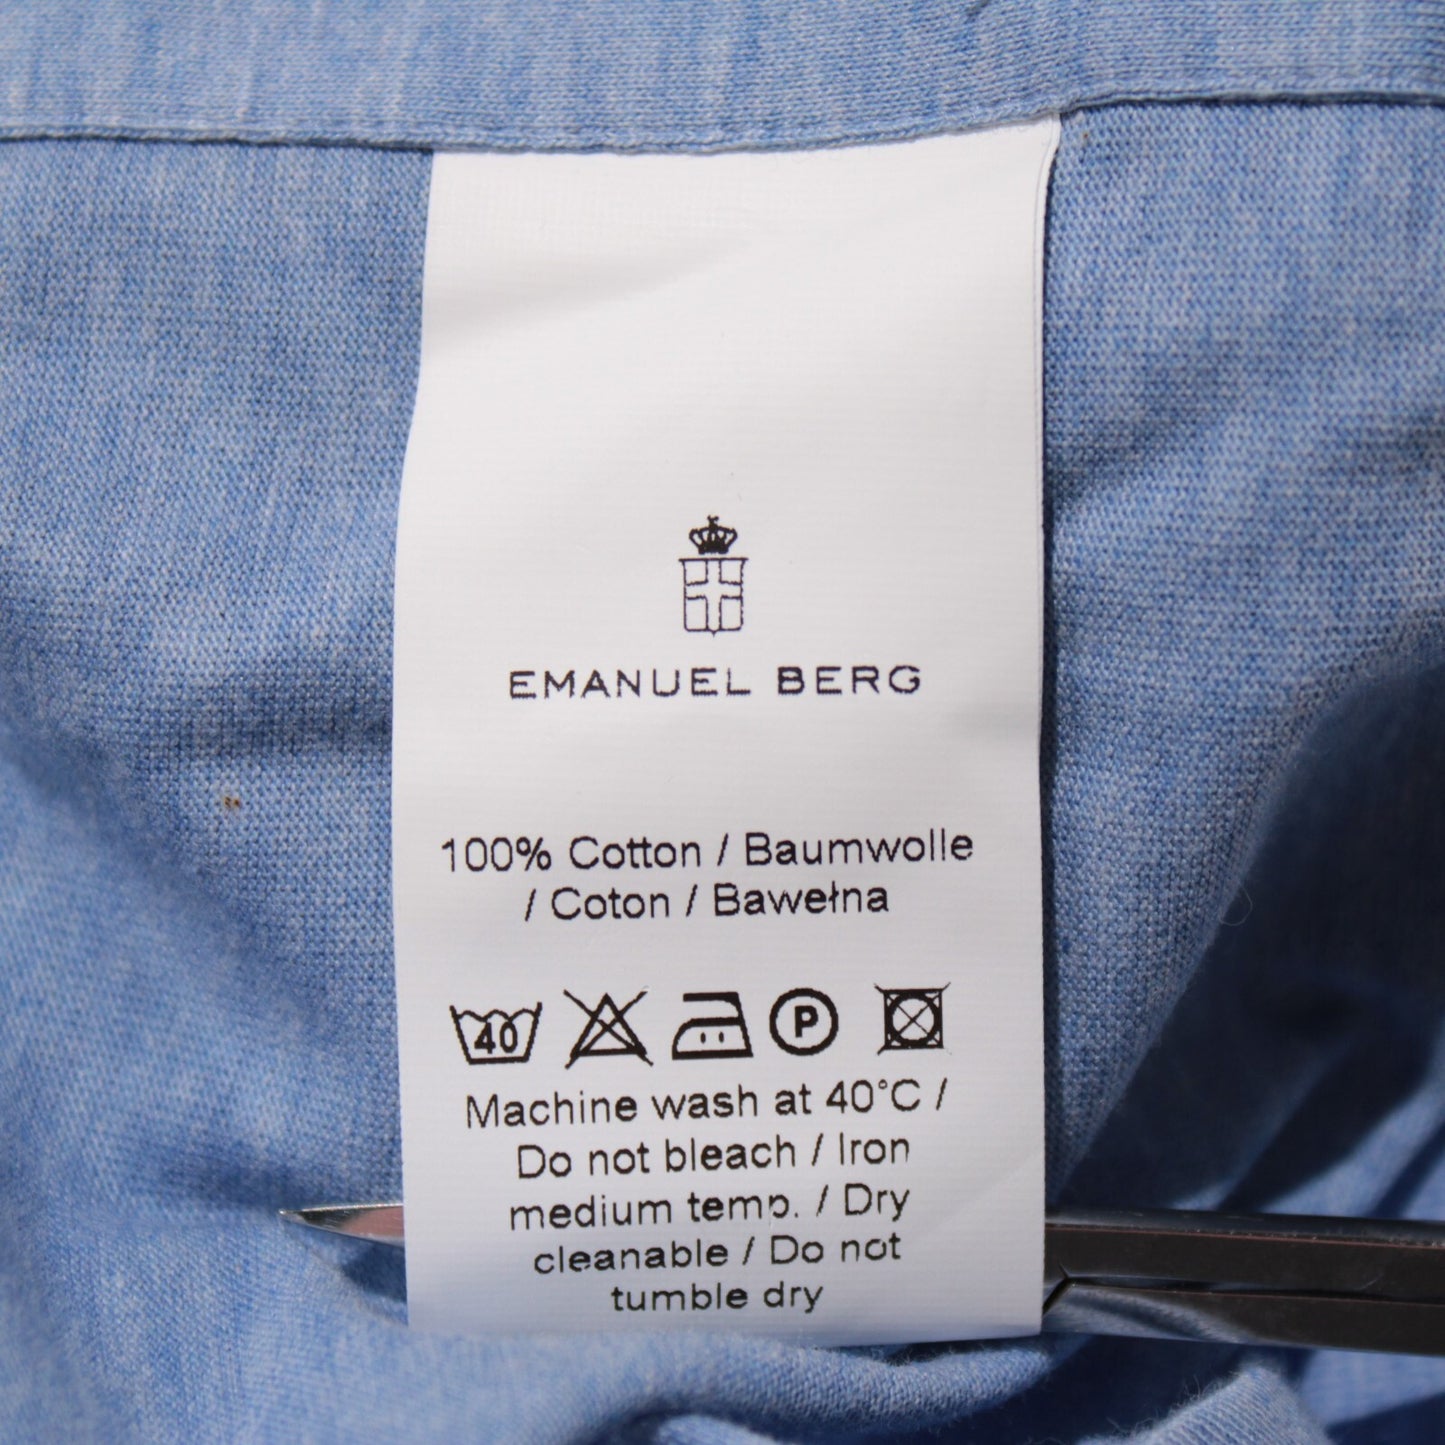 EMANUEL BERG
100% Cotton / Baumwolle
/ Coton / Bawełna
40 P
Machine wash at 40°C /
Do not bleach / Iron
medium temp. / Dry
cleanable / Do not
tumble dry